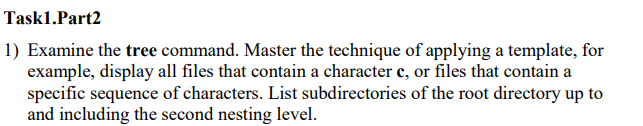 Task1.Part2
1) Examine the tree command. Master the technique of applying a template, for
example, display all files that contain a character c, or files that contain a
specific sequence of characters. List subdirectories of the root directory up to
and including the second nesting level.